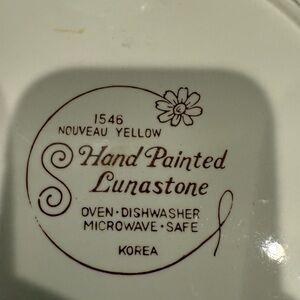 1546
NOUVEAU YELLOW
Hand Painted
Lunastone
OVEN · DISHWASHER
MICROWAVE · SAFE
KOREA